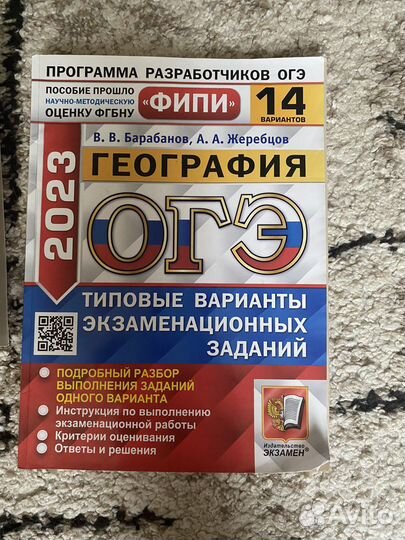 ПРОГРАММА РАЗРАБОТЧИКОВ ОГЭ
ПОСОБИЕ ПРОШЛО
НАУЧНО-МЕТОДИЧЕСКУЮ
ОЦЕНКУ ФГБНУ
«ФИПИ»
14
ВАРИАНТОВ
В. В. Барабанов, А. А. Жеребцов
2023
ГЕОГРАФИЯ
ОГЭ
ТИПОВЫЕ ВАРИАНТЫ
ЭКЗАМЕНАЦИОННЫХ
ЗАДАНИЙ
ПОДРОБНЫЙ РАЗБОР
ВЫПОЛНЕНИЯ ЗАДАНИЙ
ОДНОГО ВАРИАНТА
Инструкция по выполнению
экзаменационной работы
Критерии оценивания
Ответы и решения
Издательство
ЭКЗАМЕН®
Avito